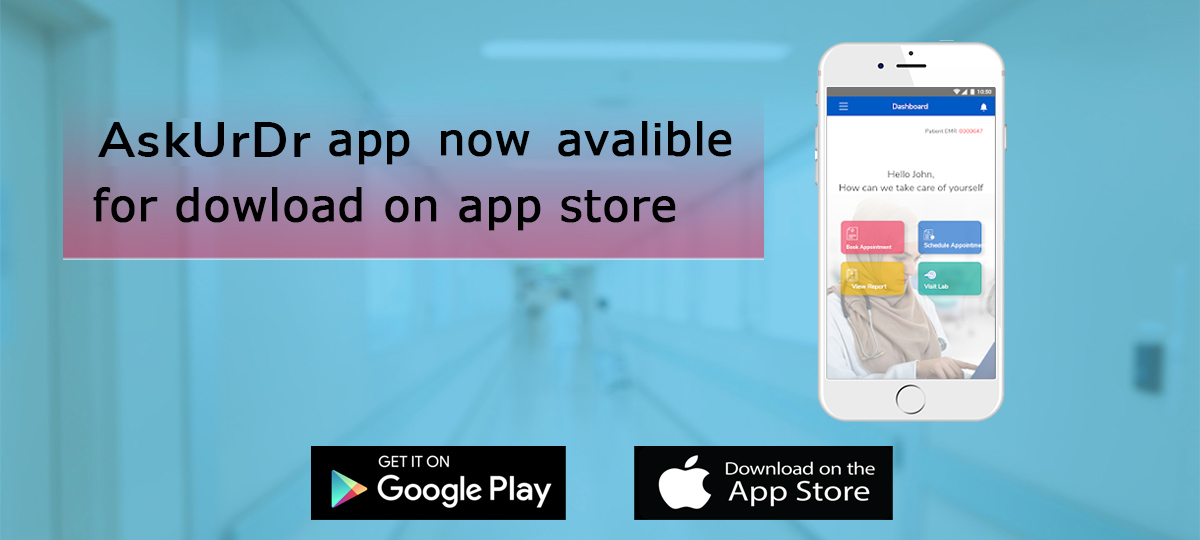 AskUrDr app now avalible
for dowload on app store
10:50
Dashboard
Patient EMR 0000647
Hello John,
How can we take care of yourself
Book Appointment
Schedule Appointme
View Report
Visit Lab
GET IT ON
Google Play
Download on the
App Store